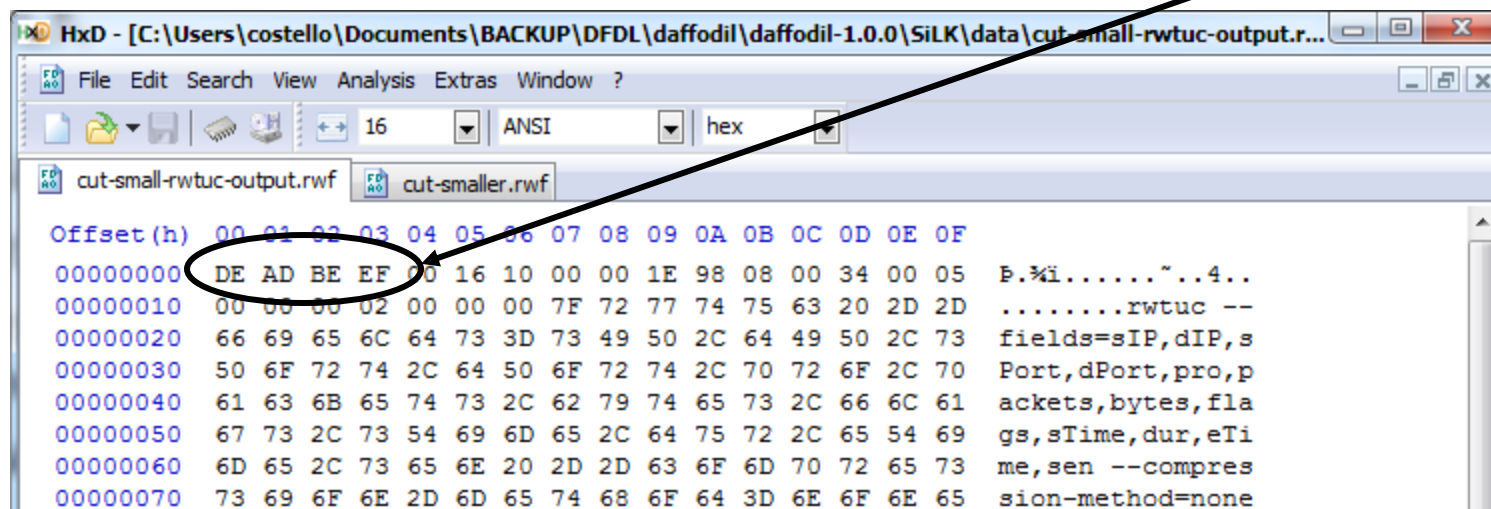 HxD - [C:\Users\costello\Documents\BACKUP\DFDL\daffodil\daffodil-1.0.0\SiLK\data\cut-small-rwtuc-output.r...
File Edit Search View Analysis Extras Window ?
16 ANSI hex
cut-small-rwtuc-output.rwf cut-smaller.rwf
Offset(h) 00 01 02 03 04 05 06 07 08 09 0A 0B 0C 0D 0E 0F
00000000 DE AD BE EF 00 16 10 00 00 1E 98 08 00 34 00 05 Þ.¾ï......˜..4..
00000010 00 00 00 02 00 00 00 7F 72 77 74 75 63 20 2D 2D ........rwtuc --
00000020 66 69 65 6C 64 73 3D 73 49 50 2C 64 49 50 2C 73 fields=sIP,dIP,s
00000030 50 6F 72 74 2C 64 50 6F 72 74 2C 70 72 6F 2C 70 Port,dPort,pro,p
00000040 61 63 6B 65 74 73 2C 62 79 74 65 73 2C 66 6C 61 ackets,bytes,fla
00000050 67 73 2C 73 54 69 6D 65 2C 64 75 72 2C 65 54 69 gs,sTime,dur,eTi
00000060 6D 65 2C 73 65 6E 20 2D 2D 63 6F 6D 70 72 65 73 me,sen --compres
00000070 73 69 6F 6E 2D 6D 65 74 68 6F 64 3D 6E 6F 6E 65 sion-method=none